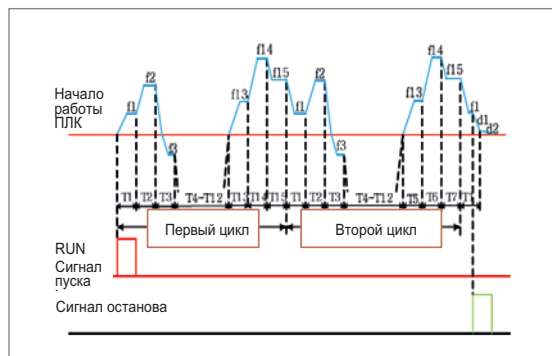 f14
f14
f2
f15
f2
f15
f1
f13
f1
f13
f1
Начало
работы
ПЛК
d1
d2
f3
f3
T1 T2 T3 T4-T12 T13 T14 T15 T1 T2 T3 T4-T12 T5 T6 T7
Первый цикл
Второй цикл
RUN
Сигнал
пуска
Сигнал останова